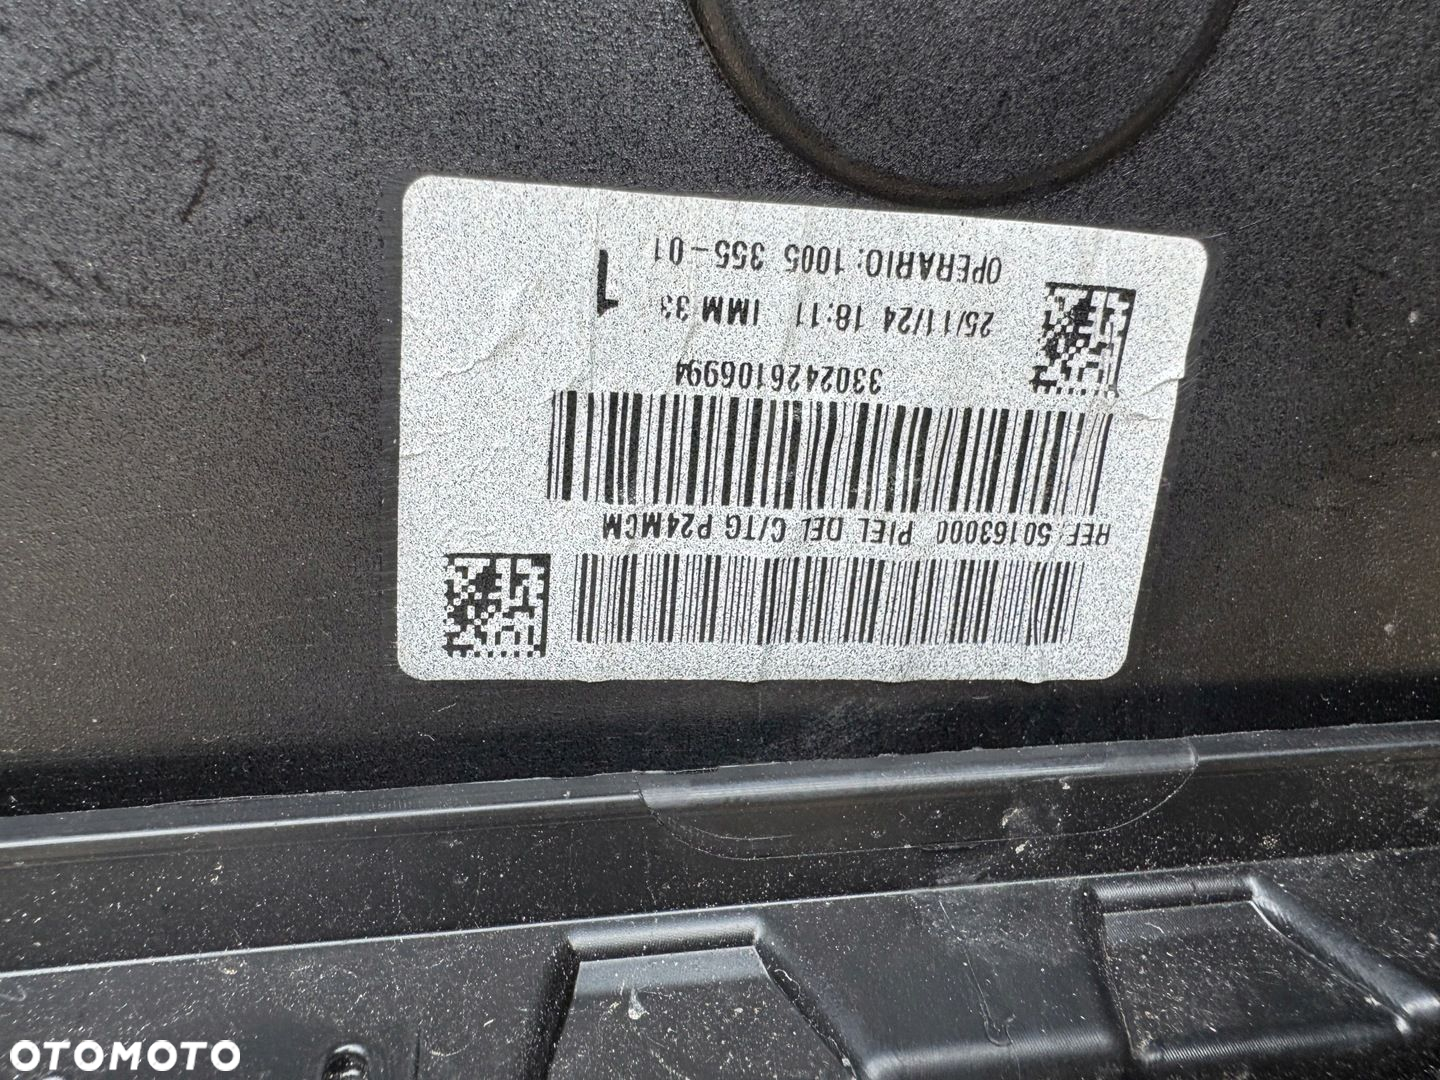 REF: 50163000 PIEL DEL C/TG P24MCM
3302426106994
25/11/24 18:11 IMM 33 1
OPERARIO: 1005 355-01
OTOMOTO